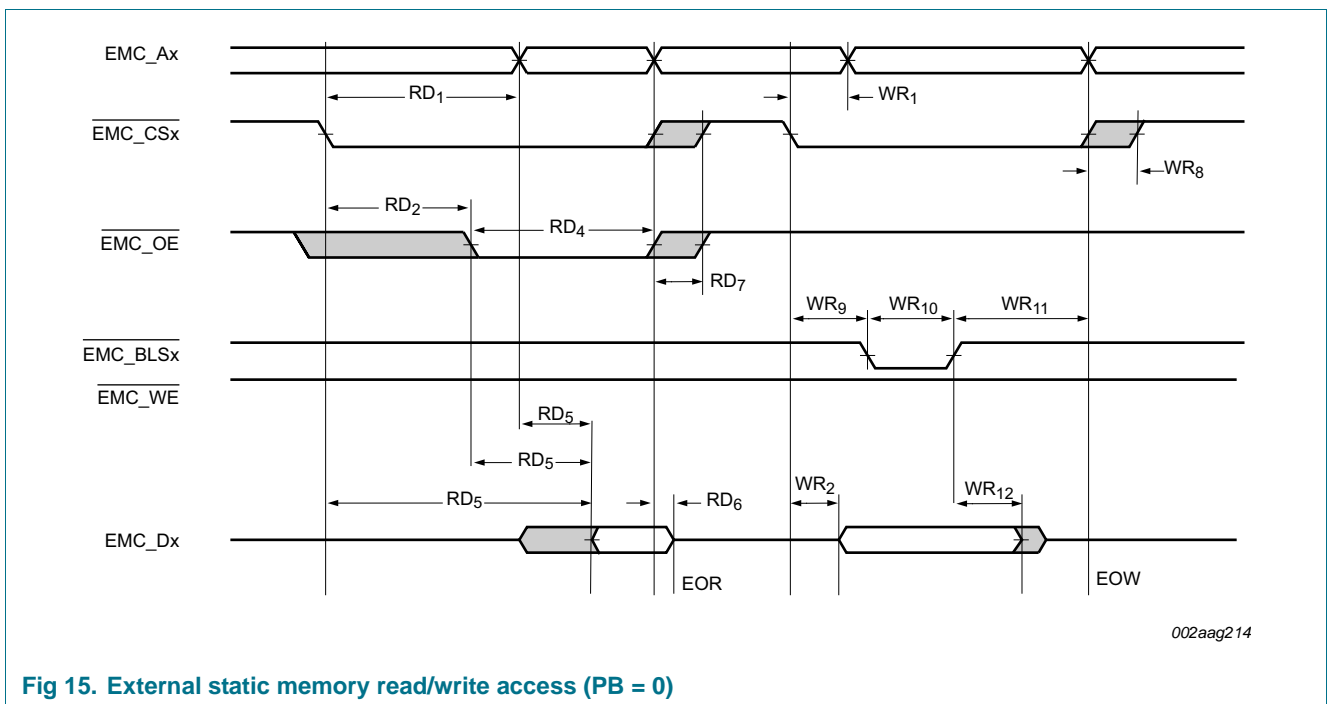 EMC_Ax
RD1
WR1
EMC_CSx
WR8
RD2
RD4
EMC_OE
RD7
WR9
WR10
WR11
EMC_BLSx
EMC_WE
RD5
RD5
RD5
RD6
WR2
WR12
EMC_Dx
EOR
EOW
002aag214
Fig 15. External static memory read/write access (PB = 0)